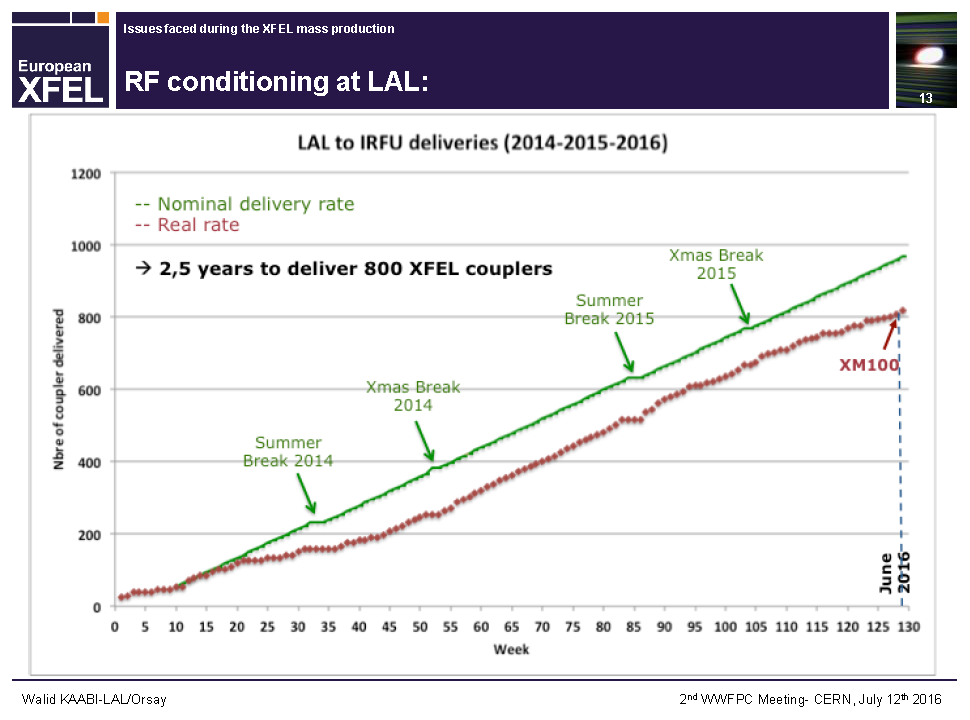 Issues faced during the XFEL mass production
European
XFEL
RF conditioning at LAL:
13
LAL to IRFU deliveries (2014-2015-2016)
1200
1000
800
600
400
200
0
Nbre of coupler delivered
-- Nominal delivery rate
-- Real rate
→ 2,5 years to deliver 800 XFEL couplers
Xmas Break
2015
Summer
Break 2015
Xmas Break
2014
Summer
Break 2014
XM100
June
2016
0 5 10 15 20 25 30 35 40 45 50 55 60 65 70 75 80 85 90 95 100 105 110 115 120 125 130
Week
Walid KAABI-LAL/Orsay
2nd WWFPC Meeting- CERN, July 12th 2016